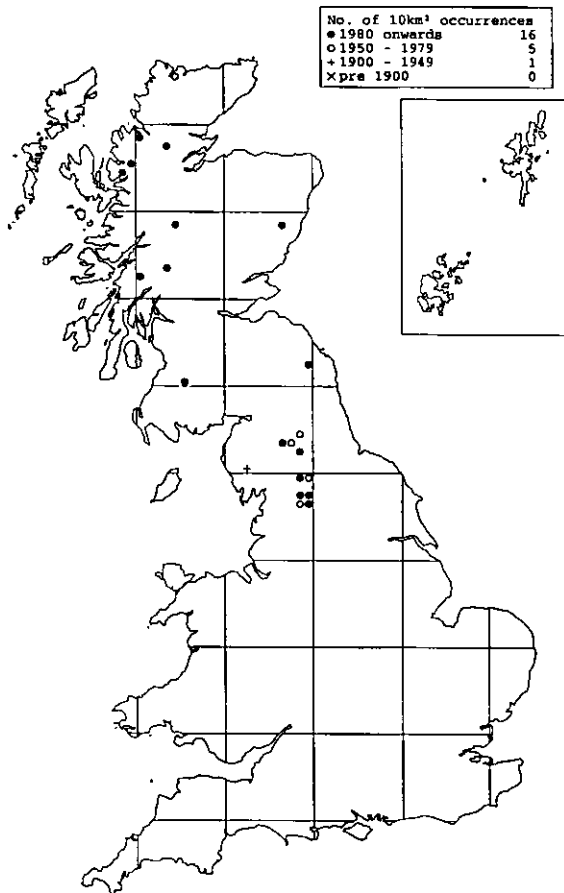 No. of 10km² occurrences
● 1980 onwards 16
○ 1950 - 1979 5
+ 1900 - 1949 1
× pre 1900 0